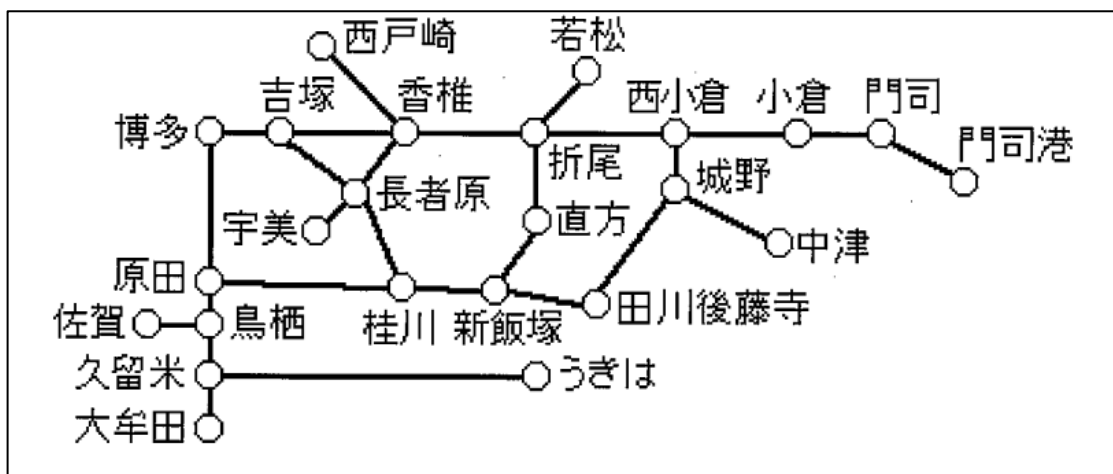 西戸崎
若松
吉塚
香椎
西小倉
小倉
門司
博多
門司港
折尾
城野
長者原
宇美
直方
中津
原田
桂川
新飯塚
田川後藤寺
佐賀
鳥栖
久留米
うきは
大牟田